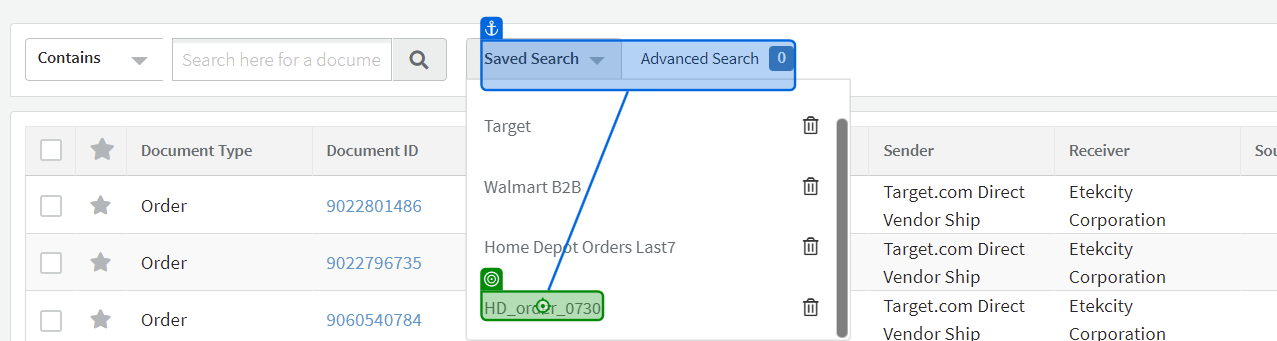 Contains
Search here for a docume
Saved Search
Advanced Search
0
Target
Walmart B2B
Home Depot Orders Last7
HD_order_0730
Document Type
Document ID
Sender
Receiver
Sou
Order
9022801486
Target.com Direct
Vendor Ship
Etekcity
Corporation
Order
9022796735
Target.com Direct
Vendor Ship
Etekcity
Corporation
Order
9060540784
Target.com Direct
Vendor Ship
Etekcity
Corporation